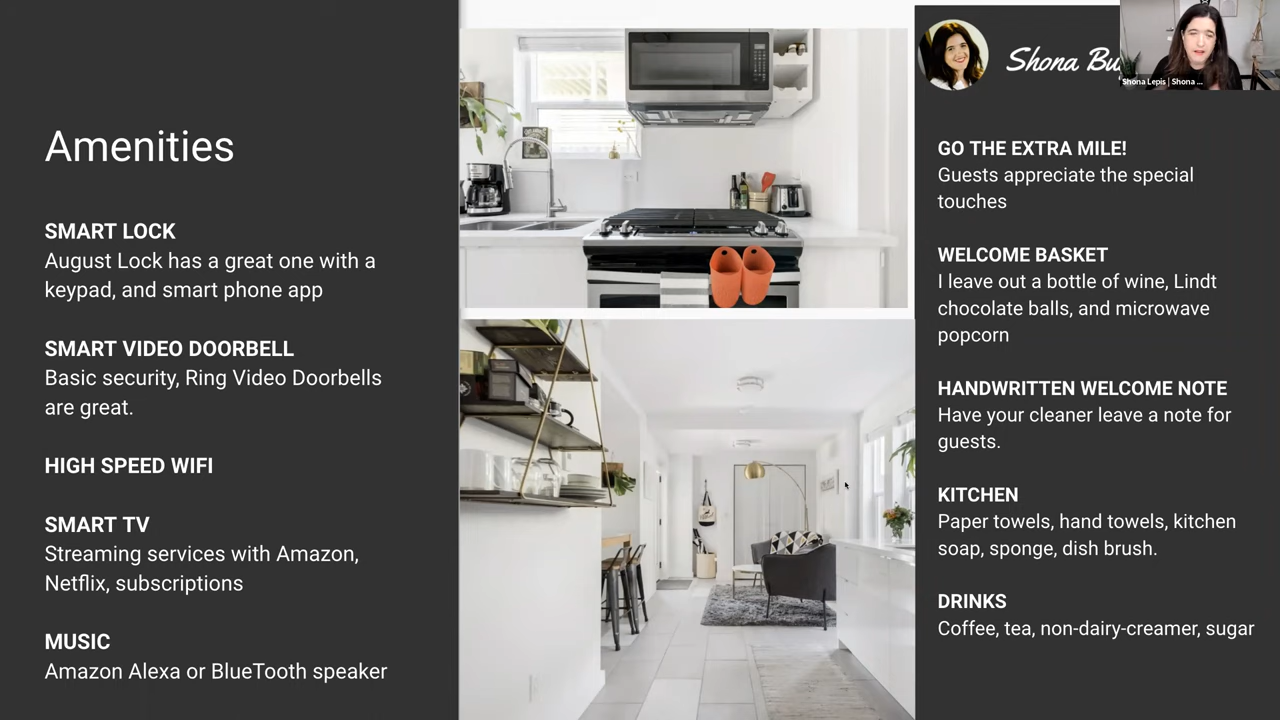 Amenities
SMART LOCK
August Lock has a great one with a
keypad, and smart phone app
SMART VIDEO DOORBELL
Basic security, Ring Video Doorbells
are great.
HIGH SPEED WIFI
SMART TV
Streaming services with Amazon,
Netflix, subscriptions
MUSIC
Amazon Alexa or BlueTooth speaker
Shona Bu
Shona Lepis | Shona ...
GO THE EXTRA MILE!
Guests appreciate the special
touches
WELCOME BASKET
I leave out a bottle of wine, Lindt
chocolate balls, and microwave
popcorn
HANDWRITTEN WELCOME NOTE
Have your cleaner leave a note for
guests.
KITCHEN
Paper towels, hand towels, kitchen
soap, sponge, dish brush.
DRINKS
Coffee, tea, non-dairy-creamer, sugar